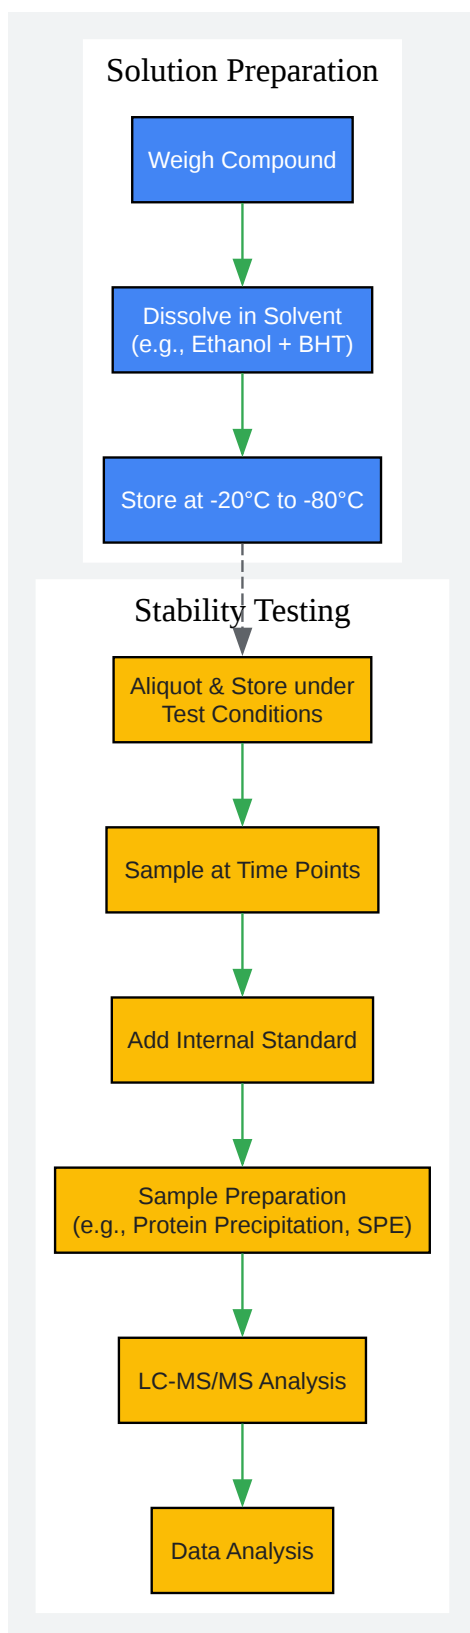 Solution Preparation
Weigh Compound
Dissolve in Solvent
(e.g., Ethanol + BHT)
Store at -20°C to -80°C
Stability Testing
Aliquot & Store under
Test Conditions
Sample at Time Points
Add Internal Standard
Sample Preparation
(e.g., Protein Precipitation, SPE)
LC-MS/MS Analysis
Data Analysis